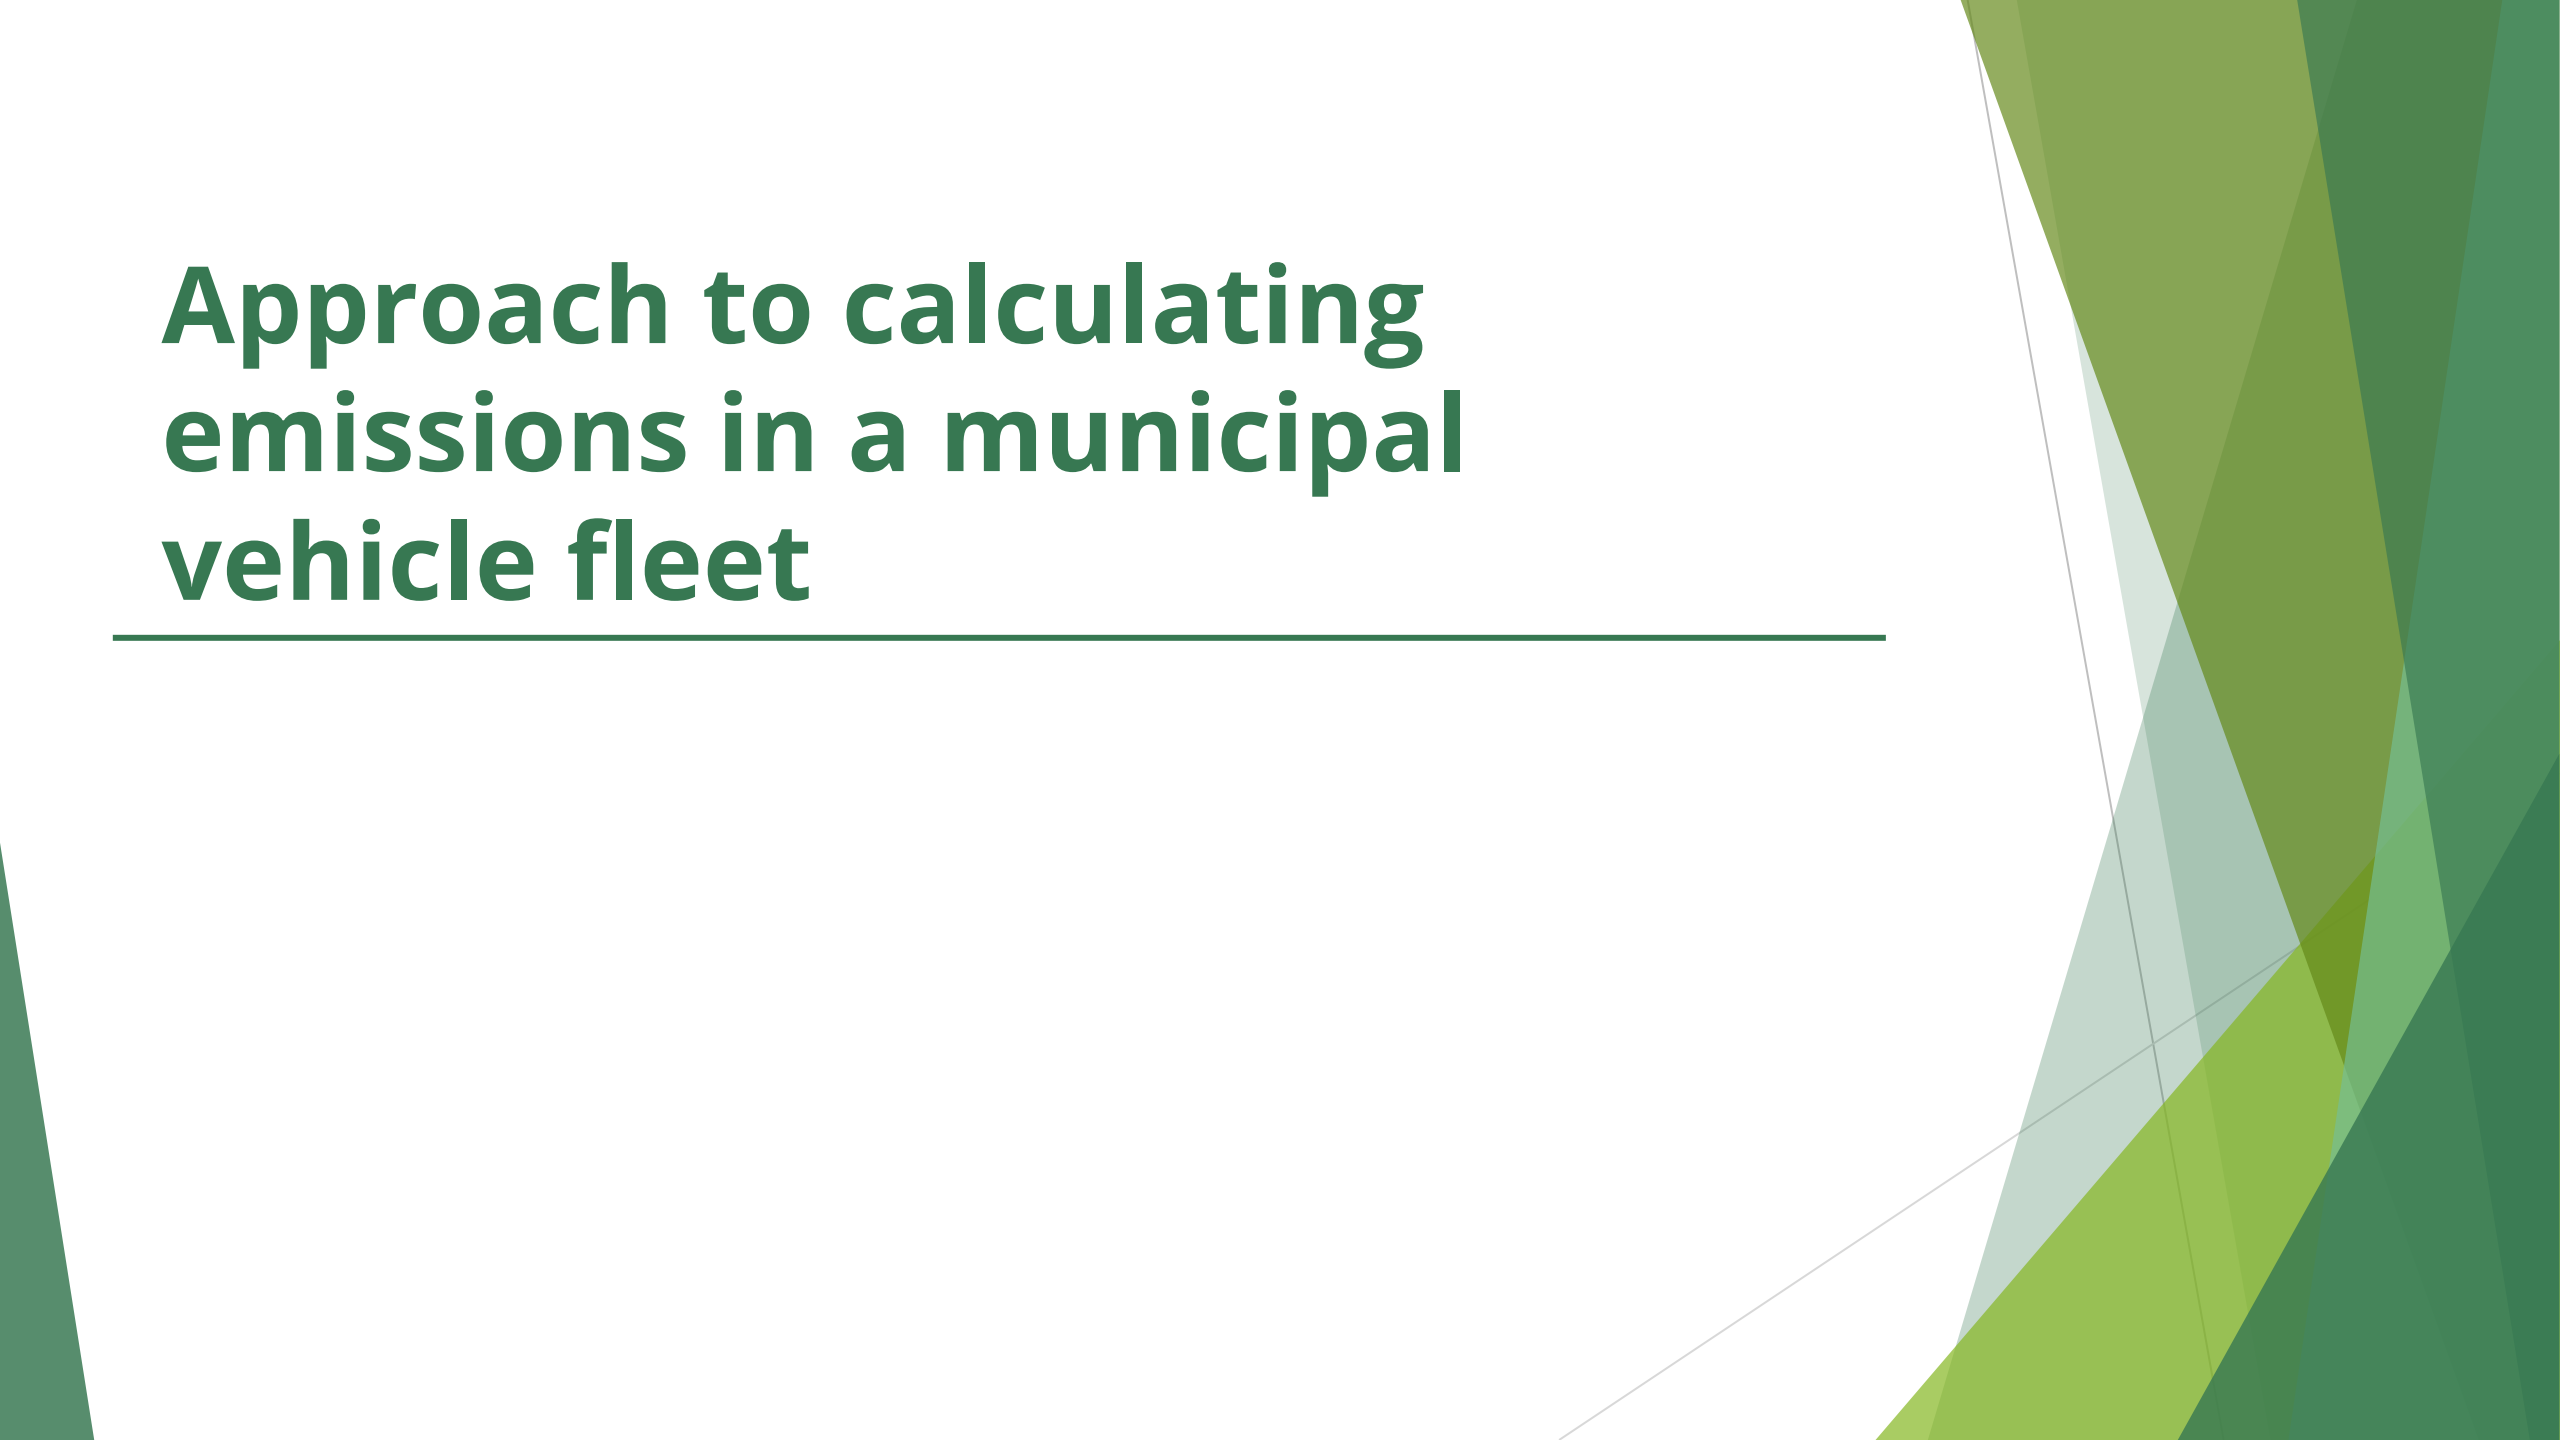 Approach to calculating
emissions in a municipal
vehicle fleet